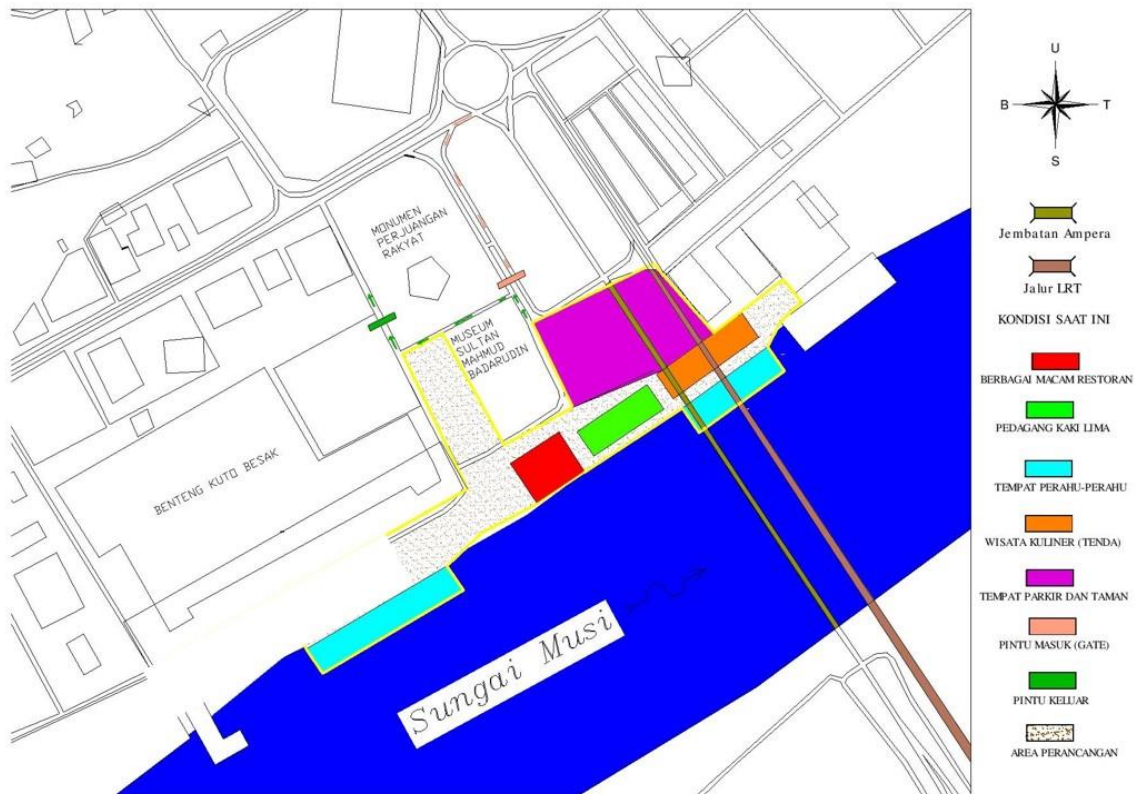 MONUMEN
PERJUANGAN
RAKYAT
MUSEUM
SULTAN
MAHMUD
BADARUDIN
BENTENG KUTO BESAK
Sungai Musi
U
B
T
S
Jembatan Ampera
Jalur LRT
KONDISI SAAT INI
BERBAGAI MACAM RESTORAN
PEDAGANG KAKI LIMA
TEMPAT PERAHU-PERAHU
WISATA KULINER (TENDA)
TEMPAT PARKIR DAN TAMAN
PINTU MASUK (GATE)
PINTU KELUAR
AREA PERANCANGAN